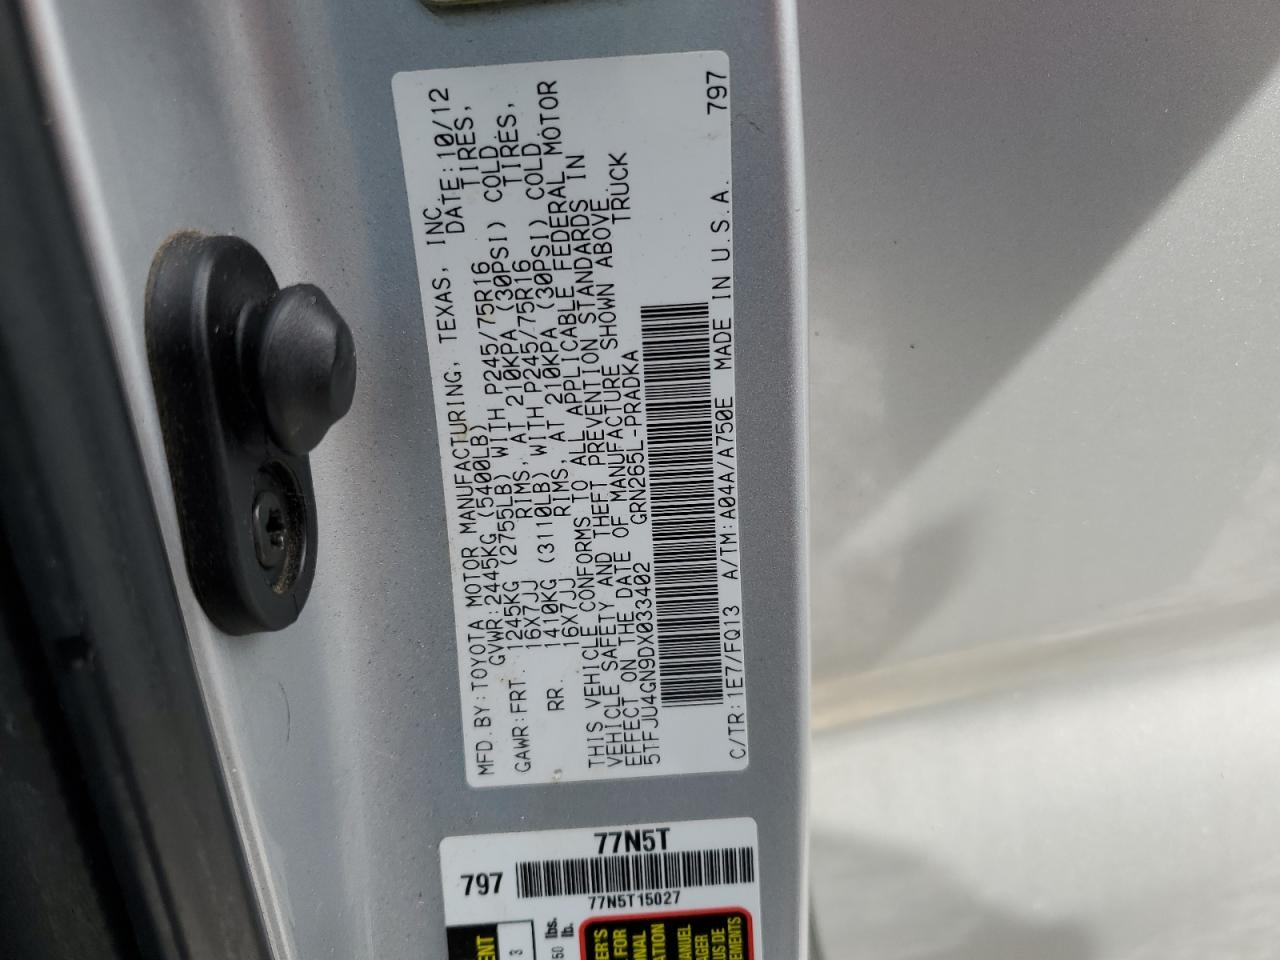 MFD.BY:TOYOTA MOTOR MANUFACTURING, TEXAS, INC
GVWR:2445KG (5400LB) DATE:10/12
GAWR:FRT. 1245KG (2755LB) WITH P245/75R16 TIRES,
16X7JJ RIMS, AT 210KPA (30PSI) COLD.
RR. 1410KG (3110LB) WITH P245/75R16 TIRES,
16X7JJ RIMS, AT 210KPA (30PSI) COLD.
THIS VEHICLE CONFORMS TO ALL APPLICABLE FEDERAL MOTOR
VEHICLE SAFETY AND THEFT PREVENTION STANDARDS IN
EFFECT ON THE DATE OF MANUFACTURE SHOWN ABOVE.
5TFJU4GN9DX033402 GRN265L-PRADKA TRUCK
C/TR:1E7/FQ13 A/TM:A04A/A750E MADE IN U.S.A. 797
77N5T
797
77N5T15027